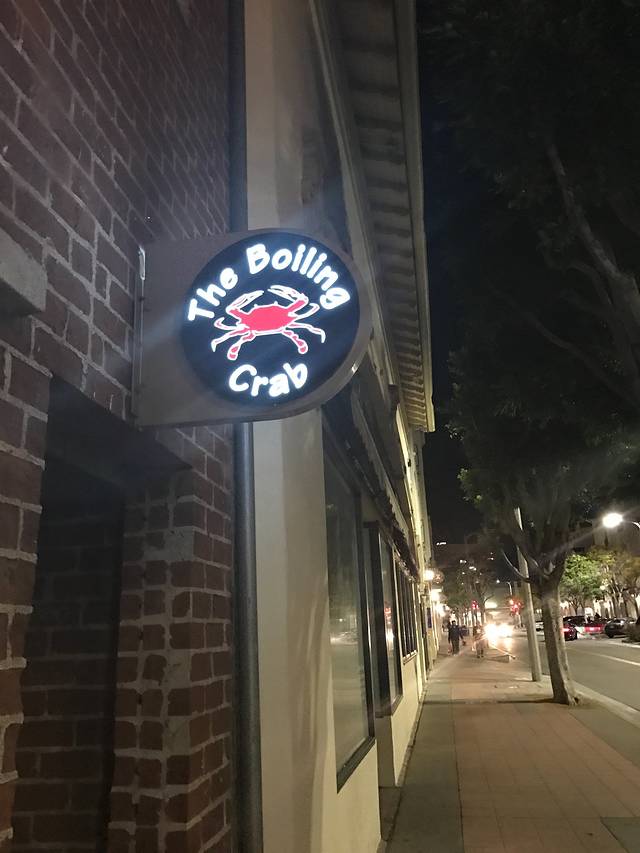 The Boiling
Crab